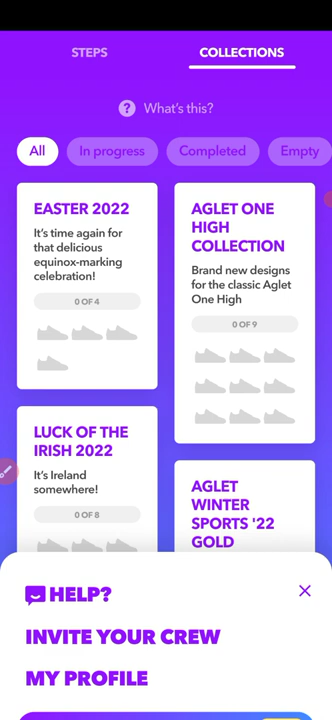 STEPS
COLLECTIONS
? What's this?
All
In progress
Completed
Empty
EASTER 2022
It's time again for
that delicious
equinox-marking
celebration!
0 OF 4
AGLET ONE
HIGH
COLLECTION
Brand new designs
for the classic Aglet
One High
0 OF 9
LUCK OF THE
IRISH 2022
It's Ireland
somewhere!
0 OF 8
AGLET
WINTER
SPORTS '22
GOLD
HELP?
INVITE YOUR CREW
MY PROFILE